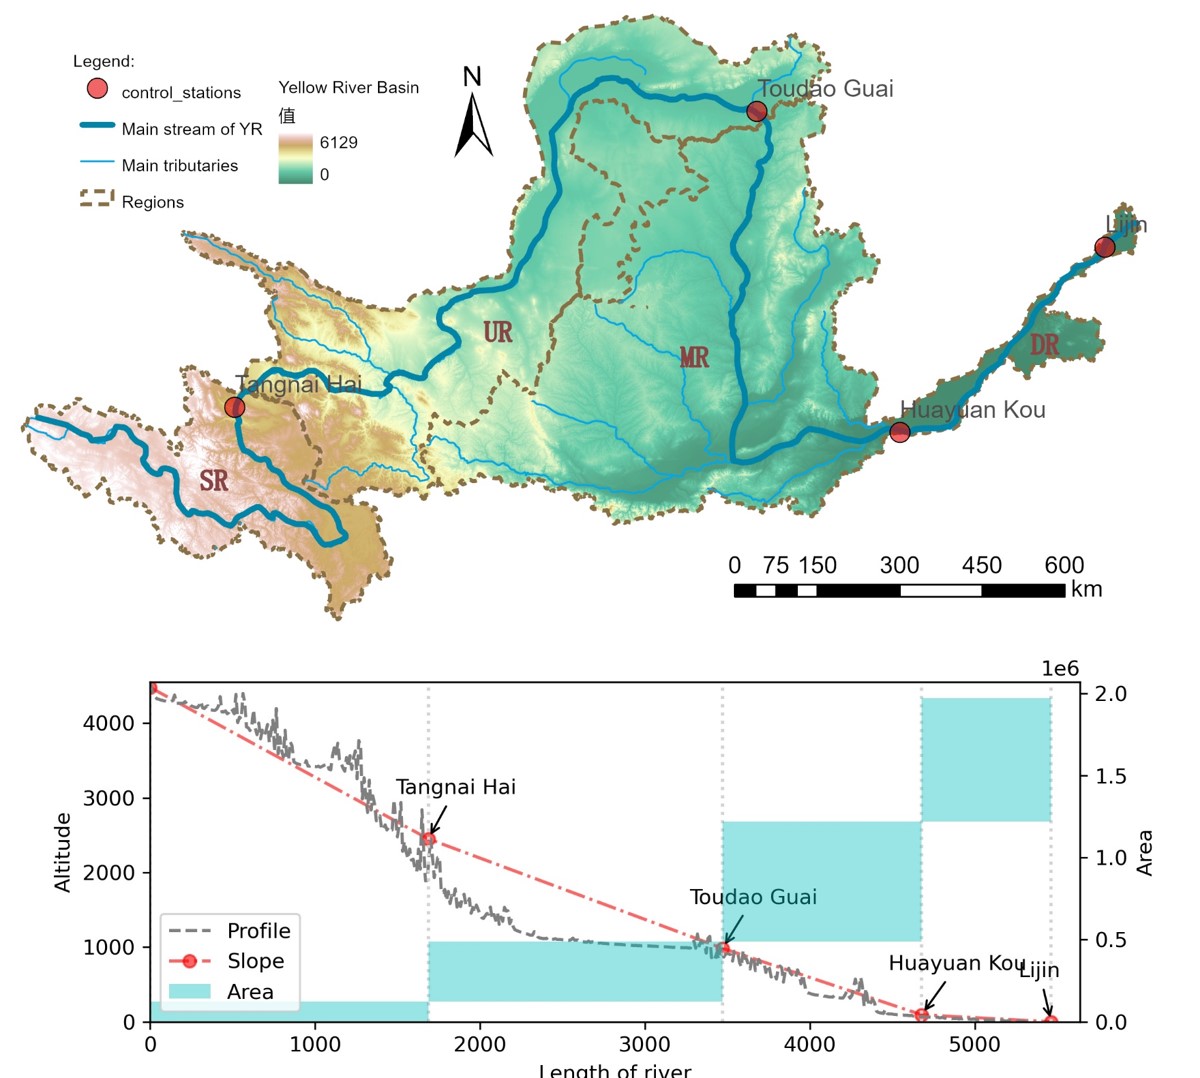 Legend:
control_stations
Main stream of YR
Main tributaries
Regions
Yellow River Basin
值
6129
0
N
Toudao Guai
Lijin
UR
MR
DR
Tangnai Hai
Huayuan Kou
SR
0 75 150 300 450 600
km
1e6
Altitude
4000
3000
2000
1000
0
2.0
1.5
1.0
0.5
0.0
Area
Tangnai Hai
Toudao Guai
Huayuan Kou
Lijin
Profile
Slope
Area
0 1000 2000 3000 4000 5000
Length of river